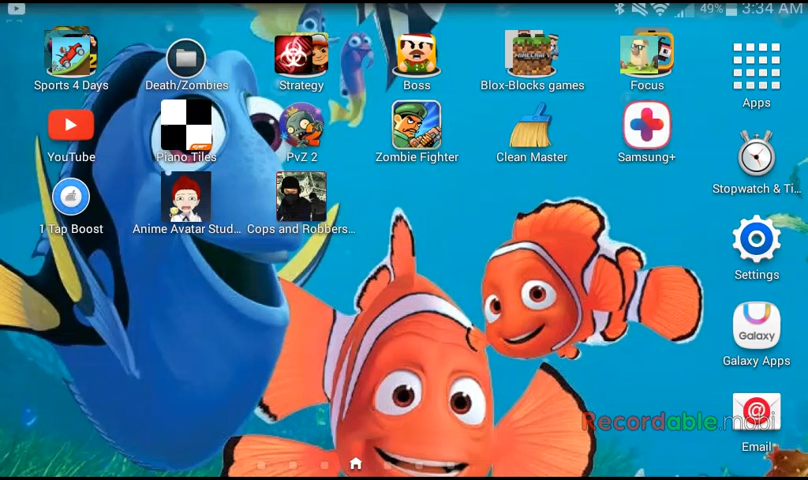 49% 3:34 AM
Sports 4 Days
Death/Zombies
Strategy
Boss
Blox-Blocks games
Focus
Apps
YouTube
Piano Tiles
PvZ 2
Zombie Fighter
Clean Master
Samsung+
Stopwatch & Ti...
1 Tap Boost
Anime Avatar Stud...
Cops and Robbers...
Settings
Galaxy
Galaxy Apps
Recordable.mobi
Email